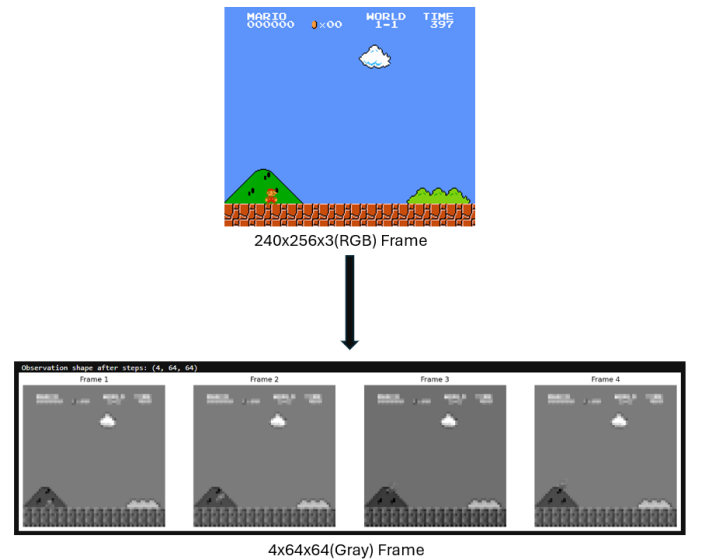 MARIO WORLD TIME
000000 ×00 1-1 397
240x256x3(RGB) Frame
Observation shape after steps: (4, 64, 64)
Frame 1 Frame 2 Frame 3 Frame 4
4x64x64(Gray) Frame